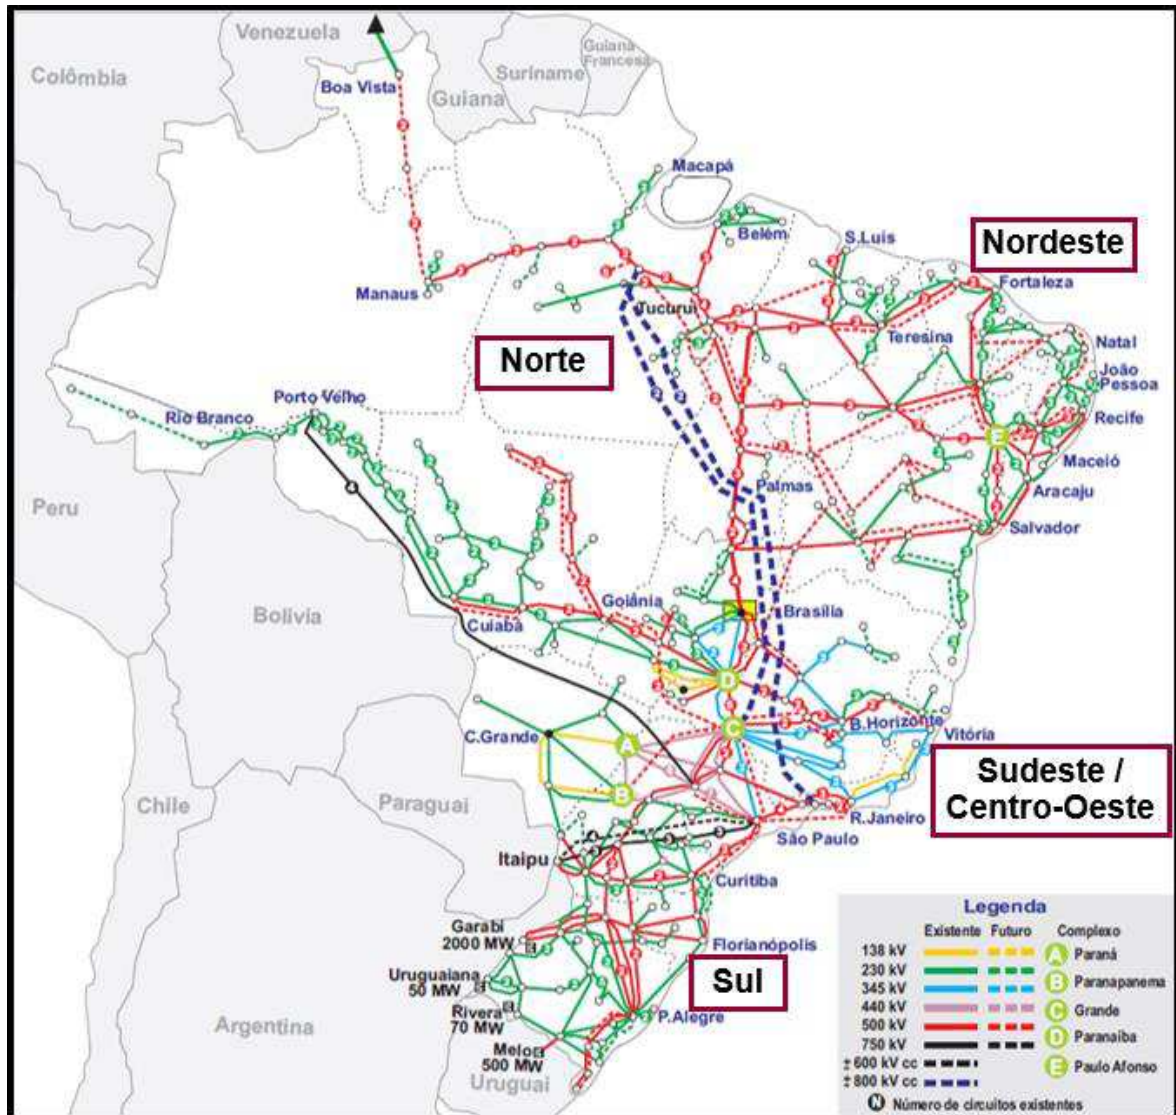 Venezuela
Guiana
Francesa
Colômbia
Suriname
Boa Vista
Guiana
Macapá
Belém
S.Luis
Nordeste
Fortaleza
Manaus
Tucuruí
Teresina
Norte
Natal
João
Pessoa
Rio Branco
Porto Velho
Recife
E
Maceió
Palmas
Aracaju
Peru
Salvador
Bolivia
Goiânia
Brasília
Cuiabá
D
B.Horizonte
C.Grande
A
C
Vitória
Chile
Paraguai
B
Sudeste /
Centro-Oeste
R.Janeiro
São Paulo
Itaipu
Curitiba
Garabi
2000 MW
Florianópolis
Uruguaiana
50 MW
Sul
Rivera
70 MW
P.Alegre
Argentina
Melo
500 MW
Uruguai
Legenda
Existente Futuro Complexo
138 kV A Paraná
230 kV
345 kV B Paranapanema
440 kV C Grande
500 kV
750 kV D Paranaíba
± 600 kV cc
± 800 kV cc E Paulo Afonso
N Número de circuitos existentes